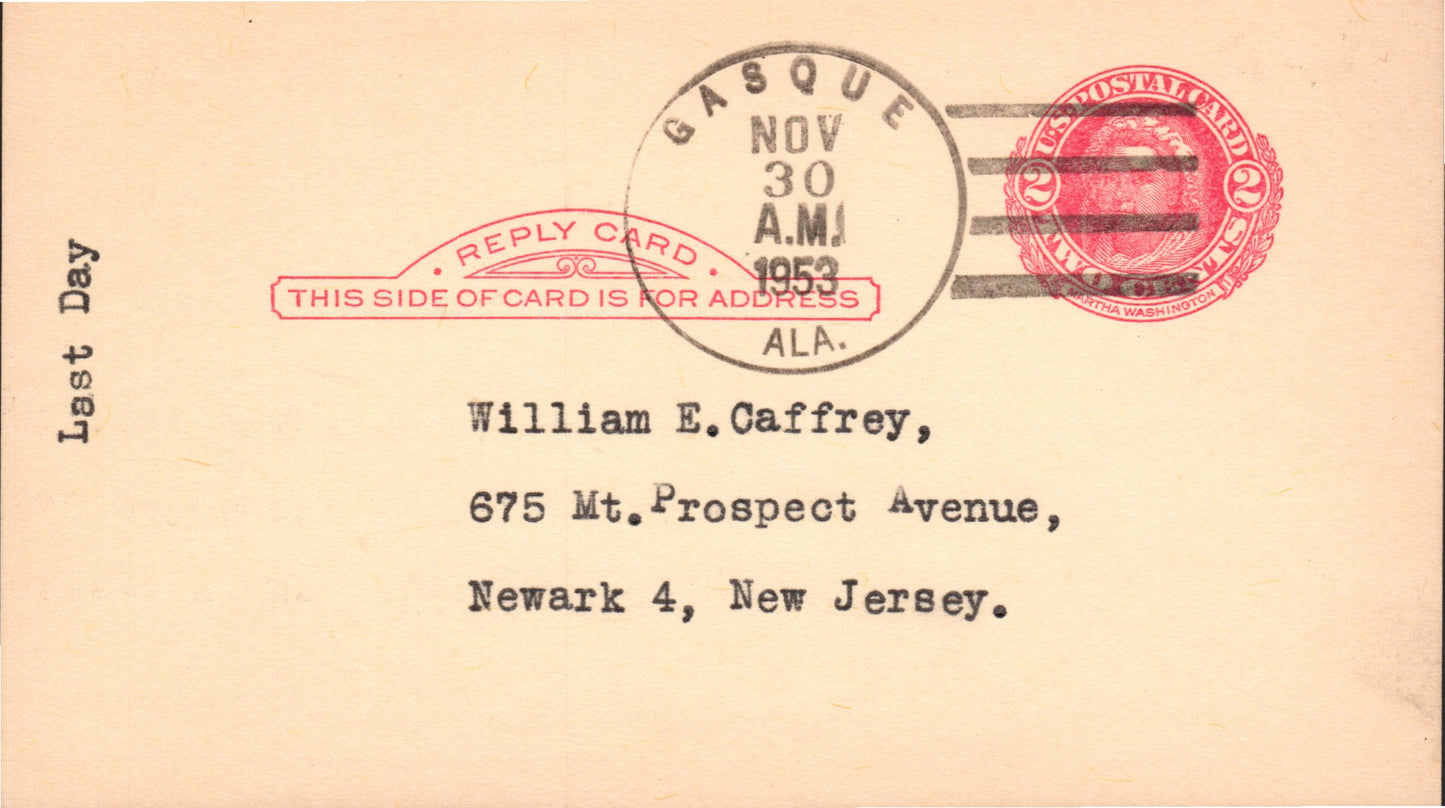 Last Day
GASQUE
NOV
30
A.M.
1953
ALA.
U.S. POSTAL CARD
2 2
MARTHA WASHINGTON
· REPLY CARD ·
THIS SIDE OF CARD IS FOR ADDRESS
William E. Caffrey,
675 Mt. Prospect Avenue,
Newark 4, New Jersey.